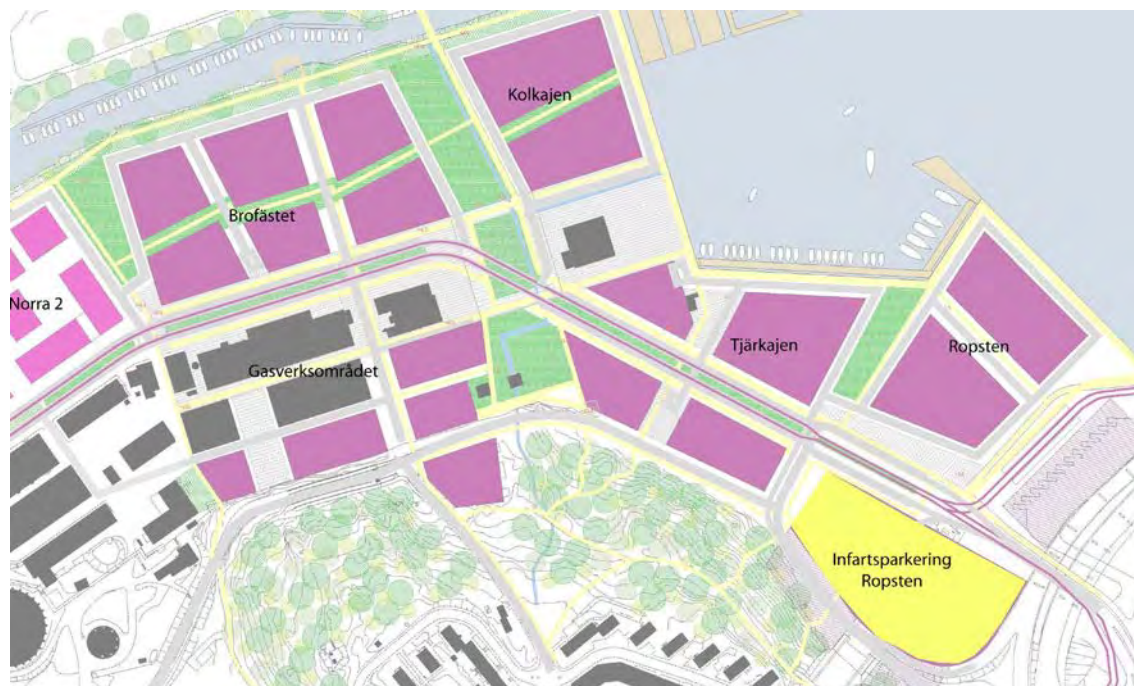 Kolkajen
Brofästet
Norra 2
Tjärkajen
Ropsten
Gasverksområdet
Infartsparkering
Ropsten